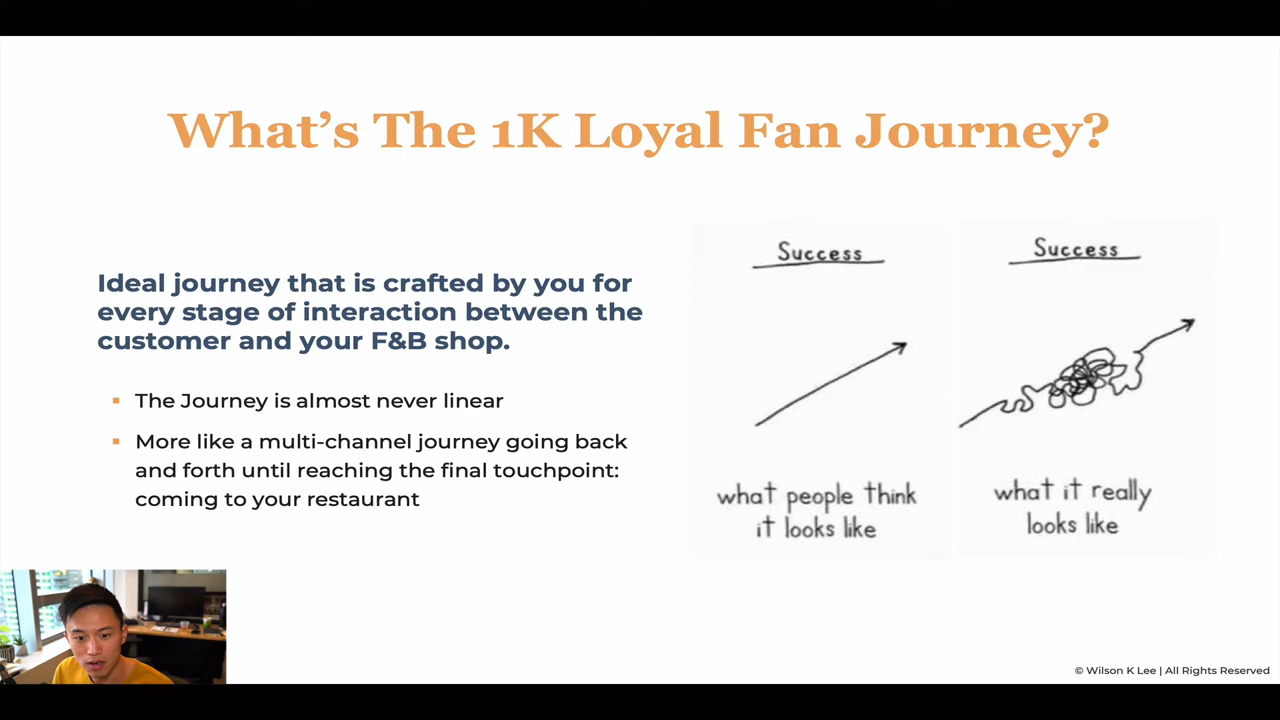 What's The 1K Loyal Fan Journey?
Ideal journey that is crafted by you for
every stage of interaction between the
customer and your F&B shop.
▪ The Journey is almost never linear
▪ More like a multi-channel journey going back
and forth until reaching the final touchpoint:
coming to your restaurant
Success
what people think
it looks like
Success
what it really
looks like
© Wilson K Lee | All Rights Reserved